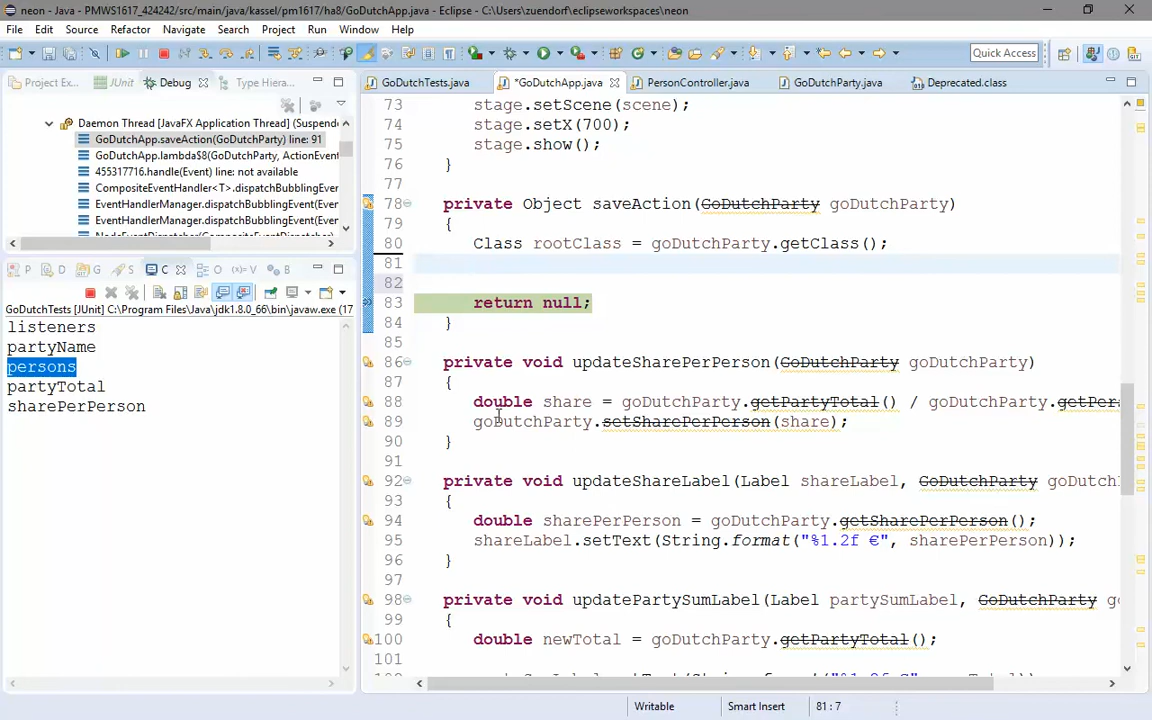 neon - Java - PMWS1617_424242/src/main/java/kassel/pm1617/ha8/GoDutchApp.java - Eclipse - C:\Users\zuendorf\eclipseworkspaces\neon
File Edit Source Refactor Navigate Search Project Run Window Help
Quick Access
Project Ex... JUnit Debug Type Hiera...
GoDutchTests.java *GoDutchApp.java PersonController.java GoDutchParty.java Deprecated.class
Daemon Thread [JavaFX Application Thread] (Suspende
GoDutchApp.saveAction(GoDutchParty) line: 91
GoDutchApp.lambda$8(GoDutchParty, ActionEvent
455317716.handle(Event) line: not available
CompositeEventHandler<T>.dispatchBubblingEve
EventHandlerManager.dispatchBubblingEvent(Even
EventHandlerManager.dispatchBubblingEvent(Even
P D G S C O V B
GoDutchTests [JUnit] C:\Program Files\Java\jdk1.8.0_66\bin\javaw.exe (17
listeners
partyName
persons
partyTotal
sharePerPerson
73 stage.setScene(scene);
74 stage.setX(700);
75 stage.show();
76 }
77
78 private Object saveAction(GoDutchParty goDutchParty)
79 {
80 Class rootClass = goDutchParty.getClass();
81
82
83 return null;
84 }
85
86 private void updateSharePerPerson(GoDutchParty goDutchParty)
87 {
88 double share = goDutchParty.getPartyTotal() / goDutchParty.getPer
89 goDutchParty.setSharePerPerson(share);
90 }
91
92 private void updateShareLabel(Label shareLabel, GoDutchParty goDutch
93 {
94 double sharePerPerson = goDutchParty.getSharePerPerson();
95 shareLabel.setText(String.format("%1.2f €", sharePerPerson));
96 }
97
98 private void updatePartySumLabel(Label partySumLabel, GoDutchParty go
99 {
100 double newTotal = goDutchParty.getPartyTotal();
101
Writable Smart Insert 81 : 7